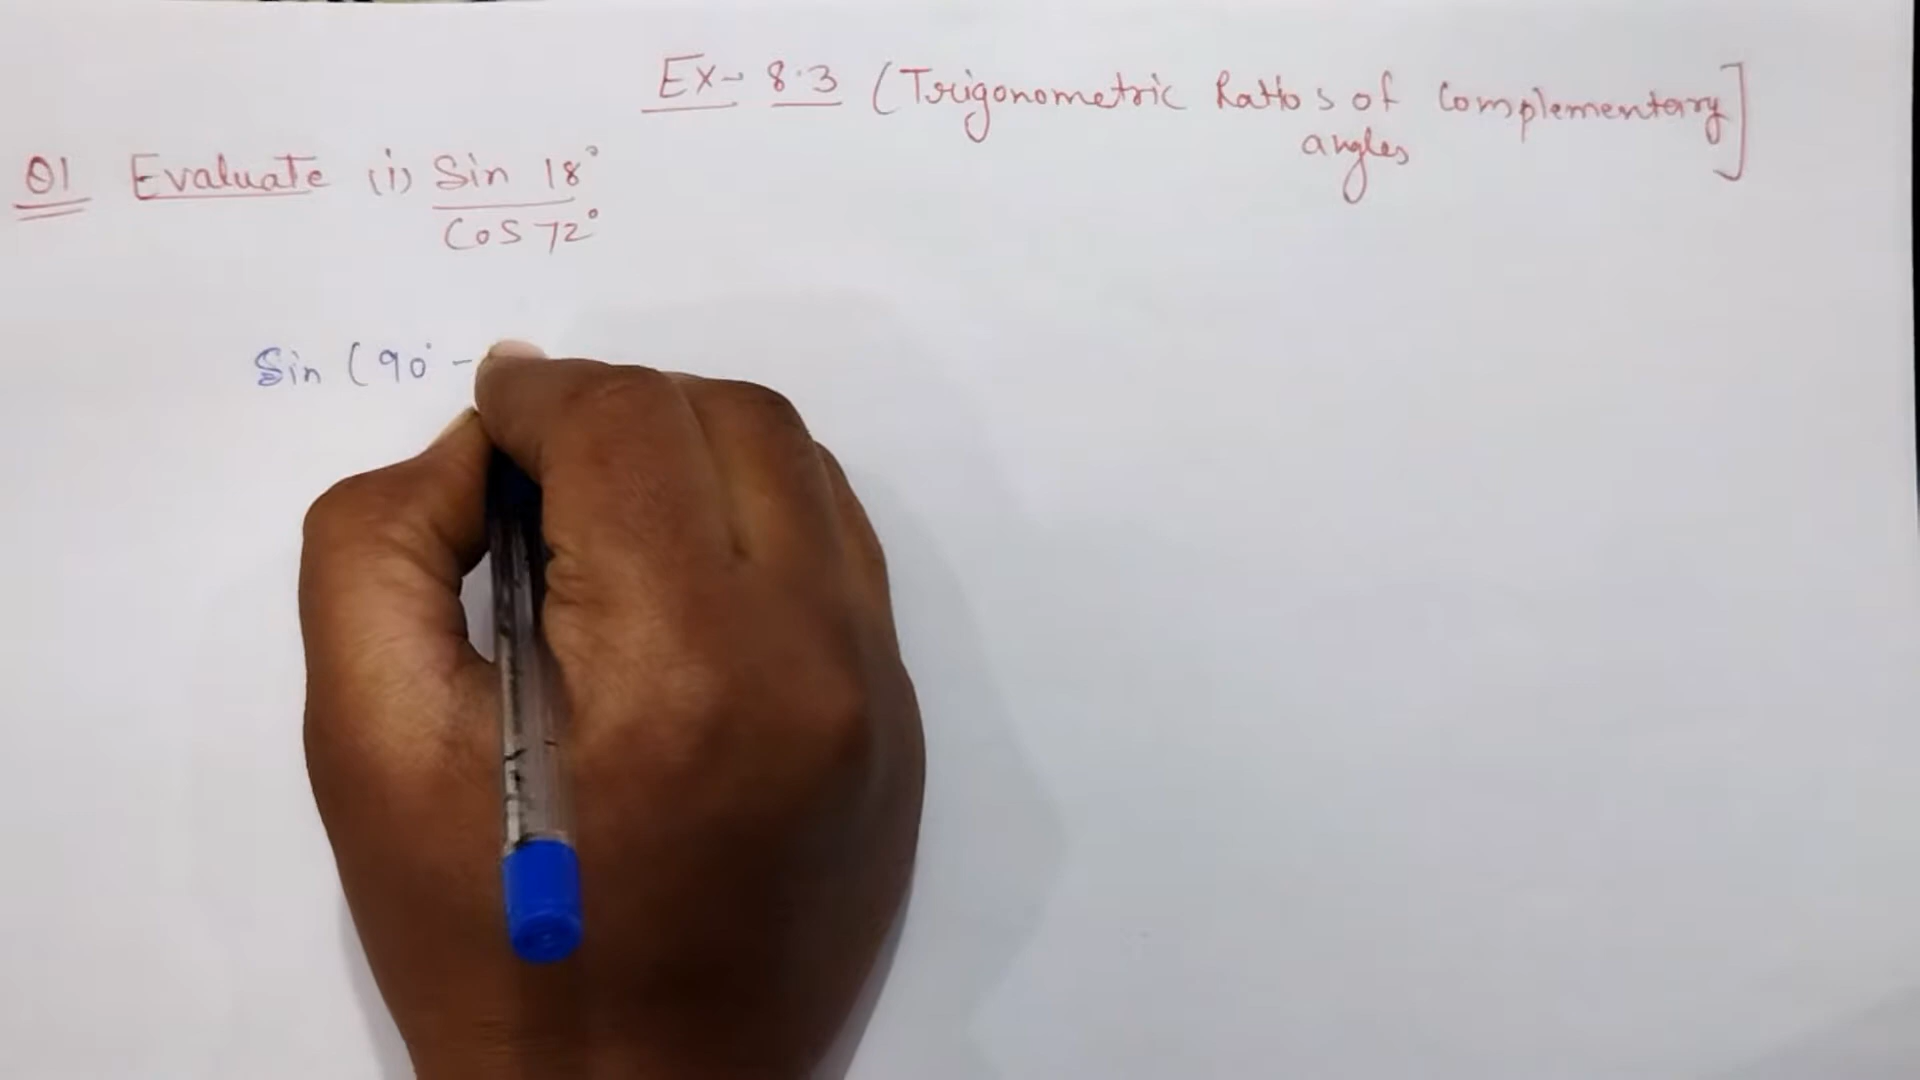 Ex- 8.3 (Trigonometric Ratios of Complementary
angles]
Q1 Evaluate (i) Sin 18°
Cos 72°
Sin (90° -